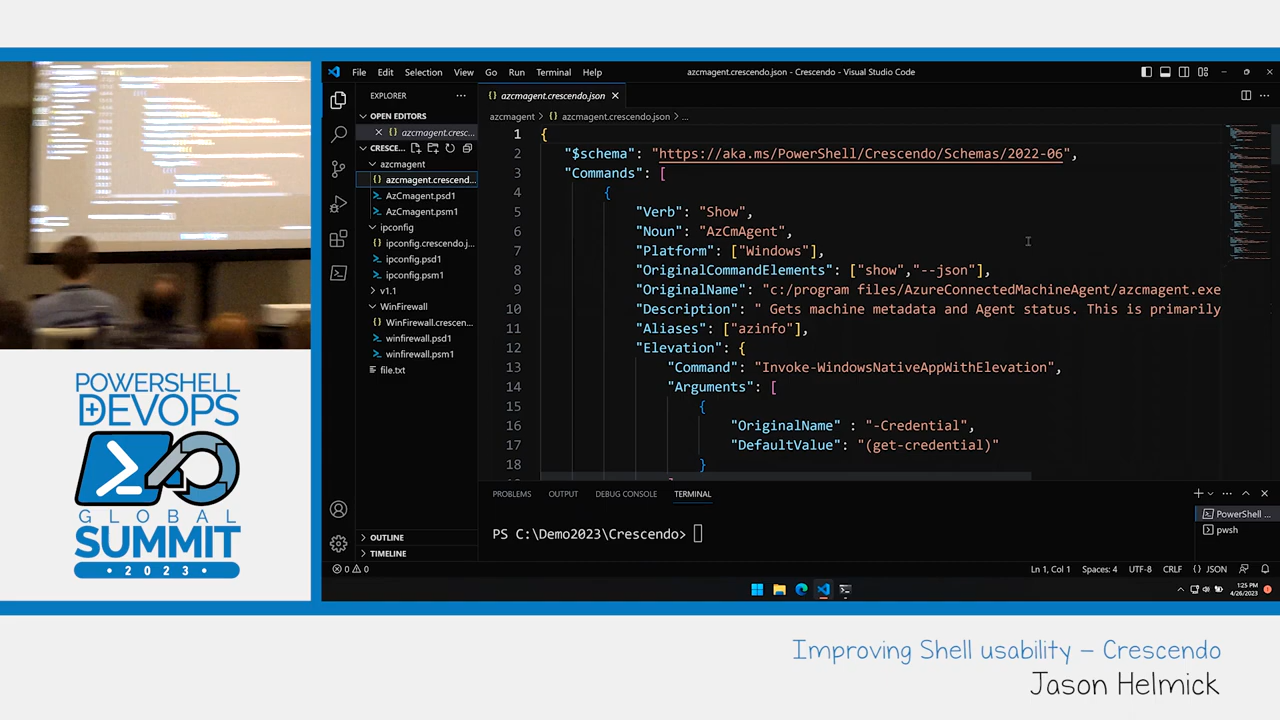 File Edit Selection View Go Run Terminal Help
azcmagent.crescendo.json - Crescendo - Visual Studio Code
EXPLORER
OPEN EDITORS
azcmagent.cresc...
CRESCE...
azcmagent
azcmagent.crescend...
AzCmagent.psd1
AzCmagent.psm1
ipconfig
ipconfig.crescendo.j...
ipconfig.psd1
ipconfig.psm1
v1.1
WinFirewall
WinFirewall.crescen...
winfirewall.psd1
winfirewall.psm1
file.txt
OUTLINE
TIMELINE
azcmagent.crescendo.json
azcmagent > {} azcmagent.crescendo.json > ...
1 {
2 "$schema": "https://aka.ms/PowerShell/Crescendo/Schemas/2022-06",
3 "Commands": [
4 {
5 "Verb": "Show",
6 "Noun": "AzCmAgent",
7 "Platform": ["Windows"],
8 "OriginalCommandElements": ["show","--json"],
9 "OriginalName": "c:/program files/AzureConnectedMachineAgent/azcmagent.exe
10 "Description": " Gets machine metadata and Agent status. This is primarily
11 "Aliases": ["azinfo"],
12 "Elevation": {
13 "Command": "Invoke-WindowsNativeAppWithElevation",
14 "Arguments": [
15 {
16 "OriginalName" : "-Credential",
17 "DefaultValue": "(get-credential)"
18 }
PROBLEMS OUTPUT DEBUG CONSOLE TERMINAL
PS C:\Demo2023\Crescendo>
PowerShell ...
pwsh
0 0
Ln 1, Col 1 Spaces: 4 UTF-8 CRLF {} JSON
1:25 PM
4/26/2023
POWERSHELL
+ DEVOPS
GLOBAL
SUMMIT
• 2023 •
Improving Shell usability – Crescendo
Jason Helmick